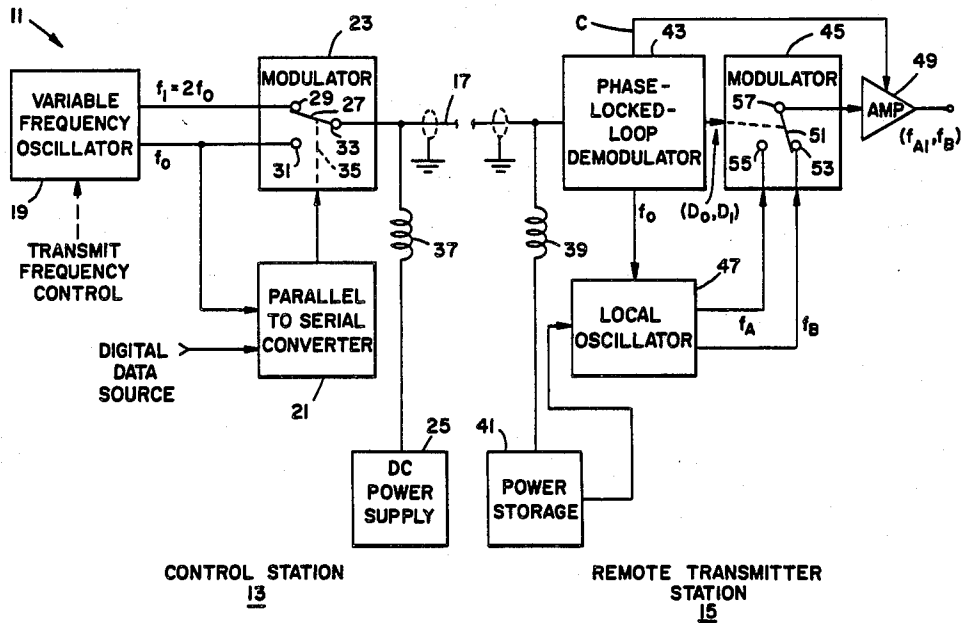 11
VARIABLE
FREQUENCY
OSCILLATOR
19
TRANSMIT
FREQUENCY
CONTROL
f₁ = 2f₀
f₀
23
MODULATOR
29
27
33
31
35
PARALLEL
TO SERIAL
CONVERTER
21
DIGITAL
DATA
SOURCE
17
37
25
DC
POWER
SUPPLY
CONTROL STATION
13
39
41
POWER
STORAGE
C
43
PHASE-
LOCKED-
LOOP
DEMODULATOR
f₀
(D₀,D₁)
45
MODULATOR
57
51
55
53
49
AMP
(fA1,fB)
47
LOCAL
OSCILLATOR
fA
fB
REMOTE TRANSMITTER
STATION
15